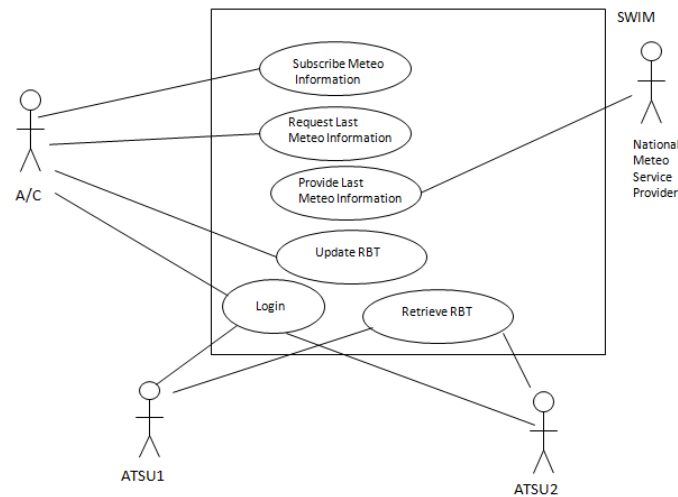 SWIM
Subscribe Meteo
Information
Request Last
Meteo Information
A/C
National
Meteo
Service
Provider
Provide Last
Meteo Information
Update RBT
Login
Retrieve RBT
ATSU1
ATSU2